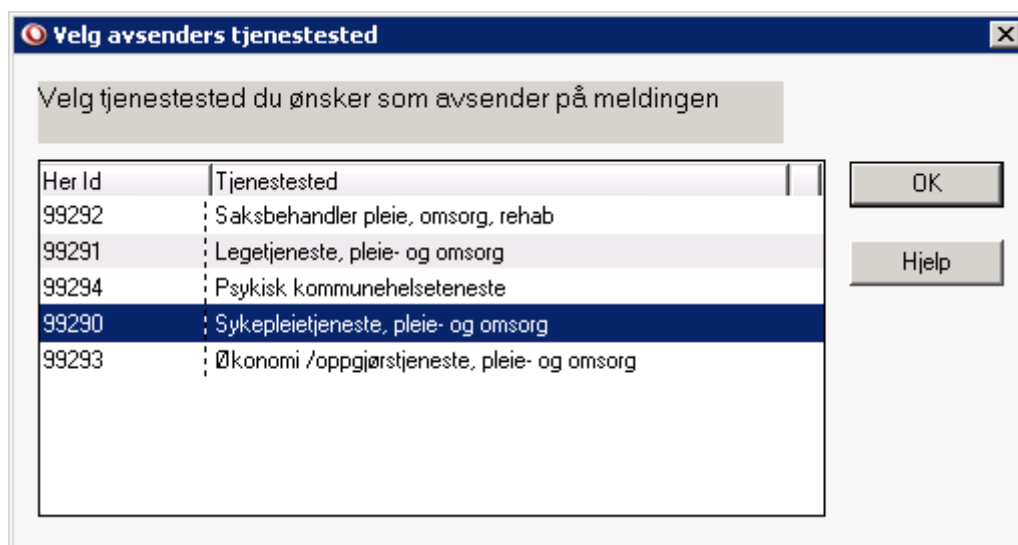 Velg avsenders tjenestested
Velg tjenestested du ønsker som avsender på meldingen
Her Id Tjenestested
99292 Saksbehandler pleie, omsorg, rehab
99291 Legetjeneste, pleie- og omsorg
99294 Psykisk kommunehelseteneste
99290 Sykepleietjeneste, pleie- og omsorg
99293 Økonomi /oppgjørstjeneste, pleie- og omsorg
OK
Hjelp